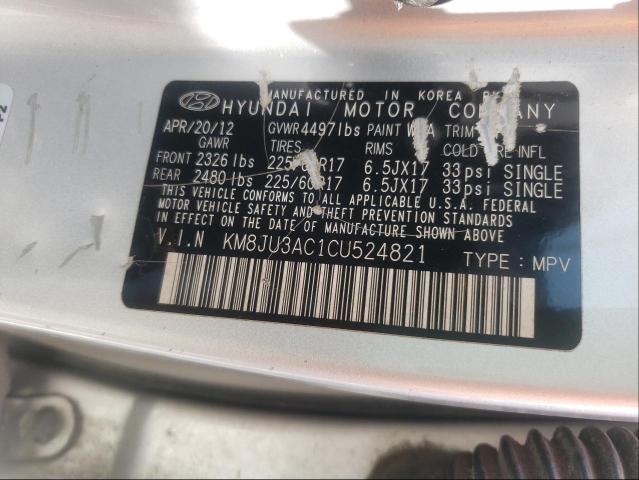 MANUFACTURED IN KOREA
HYUNDAI MOTOR COMPANY
APR/20/12 GVWR 4497lbs PAINT TRIM
GAWR TIRES RIMS COLD INFL
FRONT 2326 lbs 225/60R17 6.5JX17 33psi SINGLE
REAR 2480 lbs 225/60R17 6.5JX17 33psi SINGLE
THIS VEHICLE CONFORMS TO ALL APPLICABLE U.S.A. FEDERAL
MOTOR VEHICLE SAFETY AND THEFT PREVENTION STANDARDS
IN EFFECT ON THE DATE OF MANUFACTURE SHOWN ABOVE
V.I.N KM8JU3AC1CU524821 TYPE : MPV